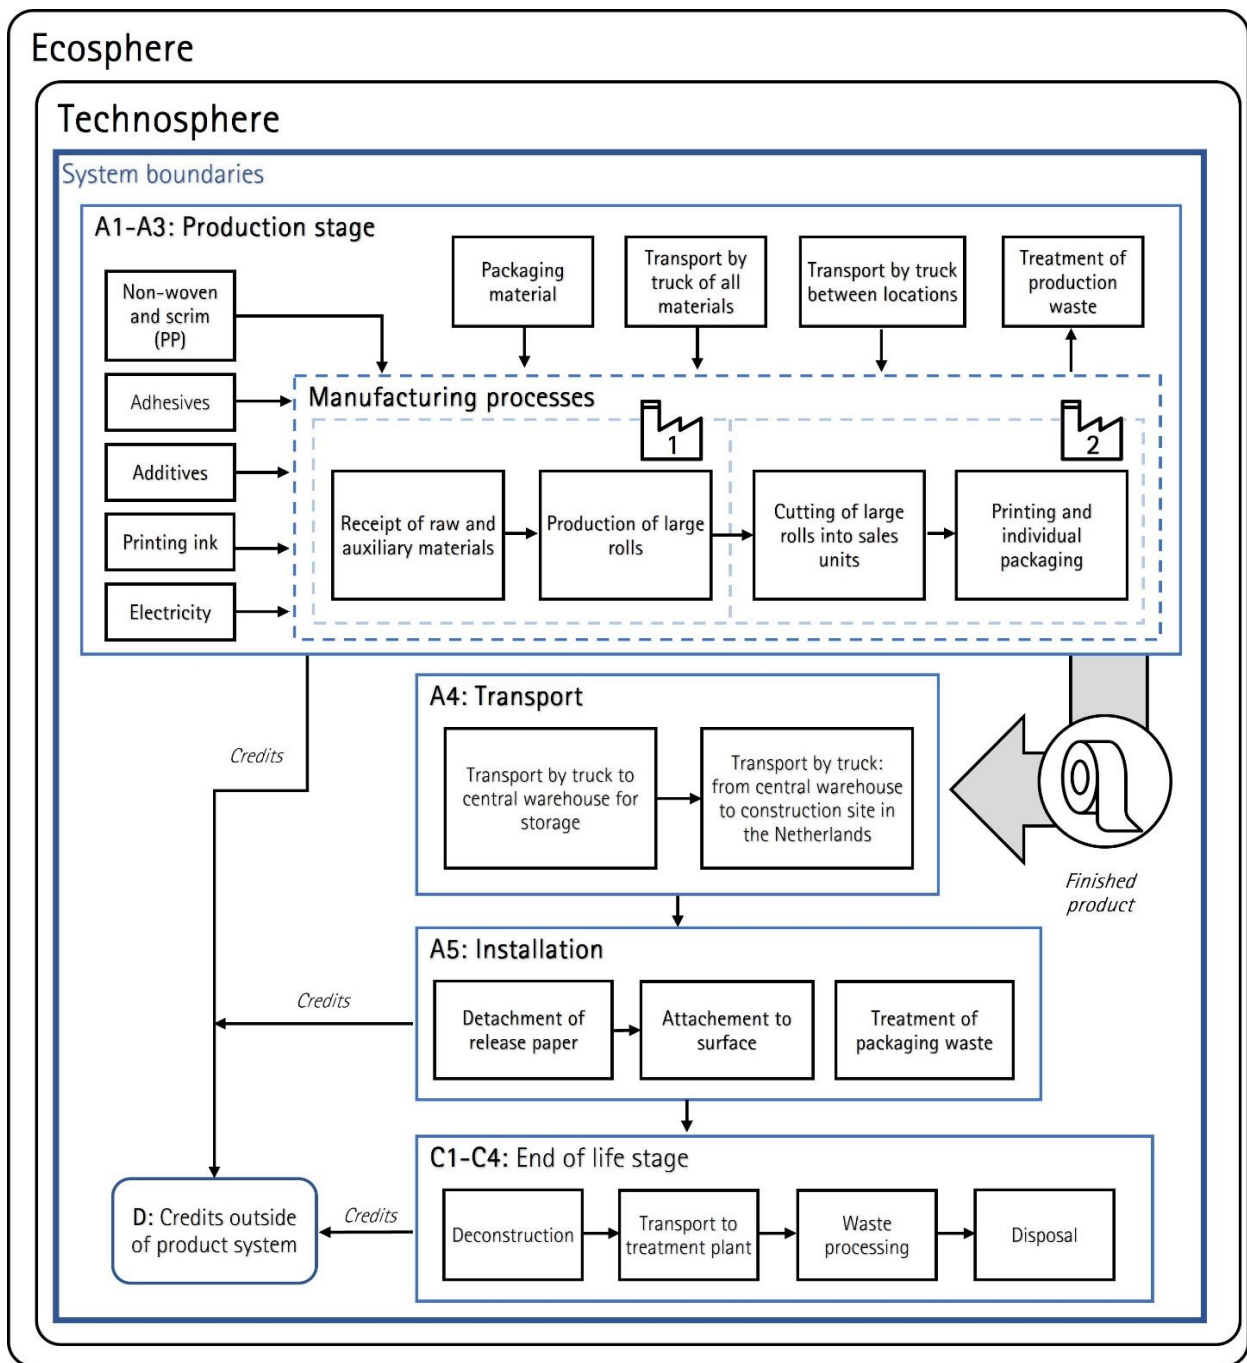 Ecosphere
Technosphere
System boundaries
A1-A3: Production stage
Non-woven
and scrim
(PP)
Adhesives
Additives
Printing ink
Electricity
Packaging
material
Transport by
truck of all
materials
Transport by truck
between locations
Treatment of
production
waste
Manufacturing processes
1
2
Receipt of raw and
auxiliary materials
Production of large
rolls
Cutting of large
rolls into sales
units
Printing and
individual
packaging
Credits
A4: Transport
Transport by truck to
central warehouse for
storage
Transport by truck:
from central warehouse
to construction site in
the Netherlands
Finished
product
A5: Installation
Credits
Detachment of
release paper
Attachement to
surface
Treatment of
packaging waste
C1-C4: End of life stage
D: Credits outside
of product system
Credits
Deconstruction
Transport to
treatment plant
Waste
processing
Disposal